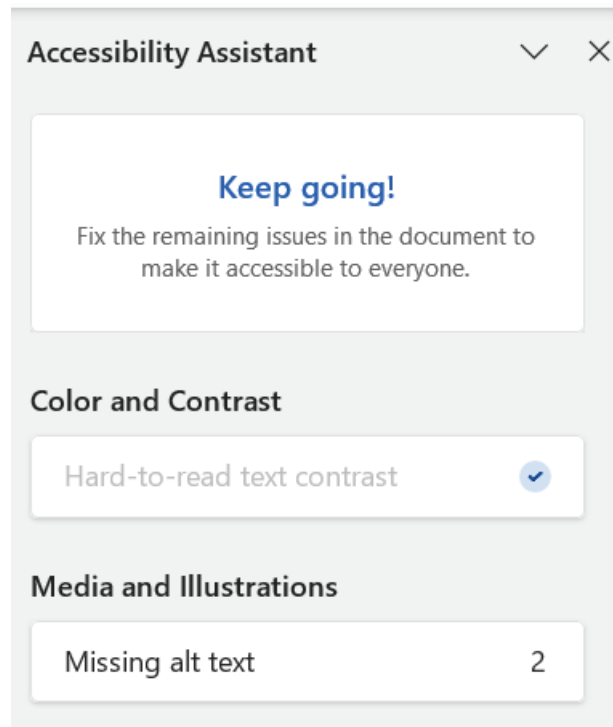 Accessibility Assistant
Keep going!
Fix the remaining issues in the document to
make it accessible to everyone.
Color and Contrast
Hard-to-read text contrast
Media and Illustrations
Missing alt text 2